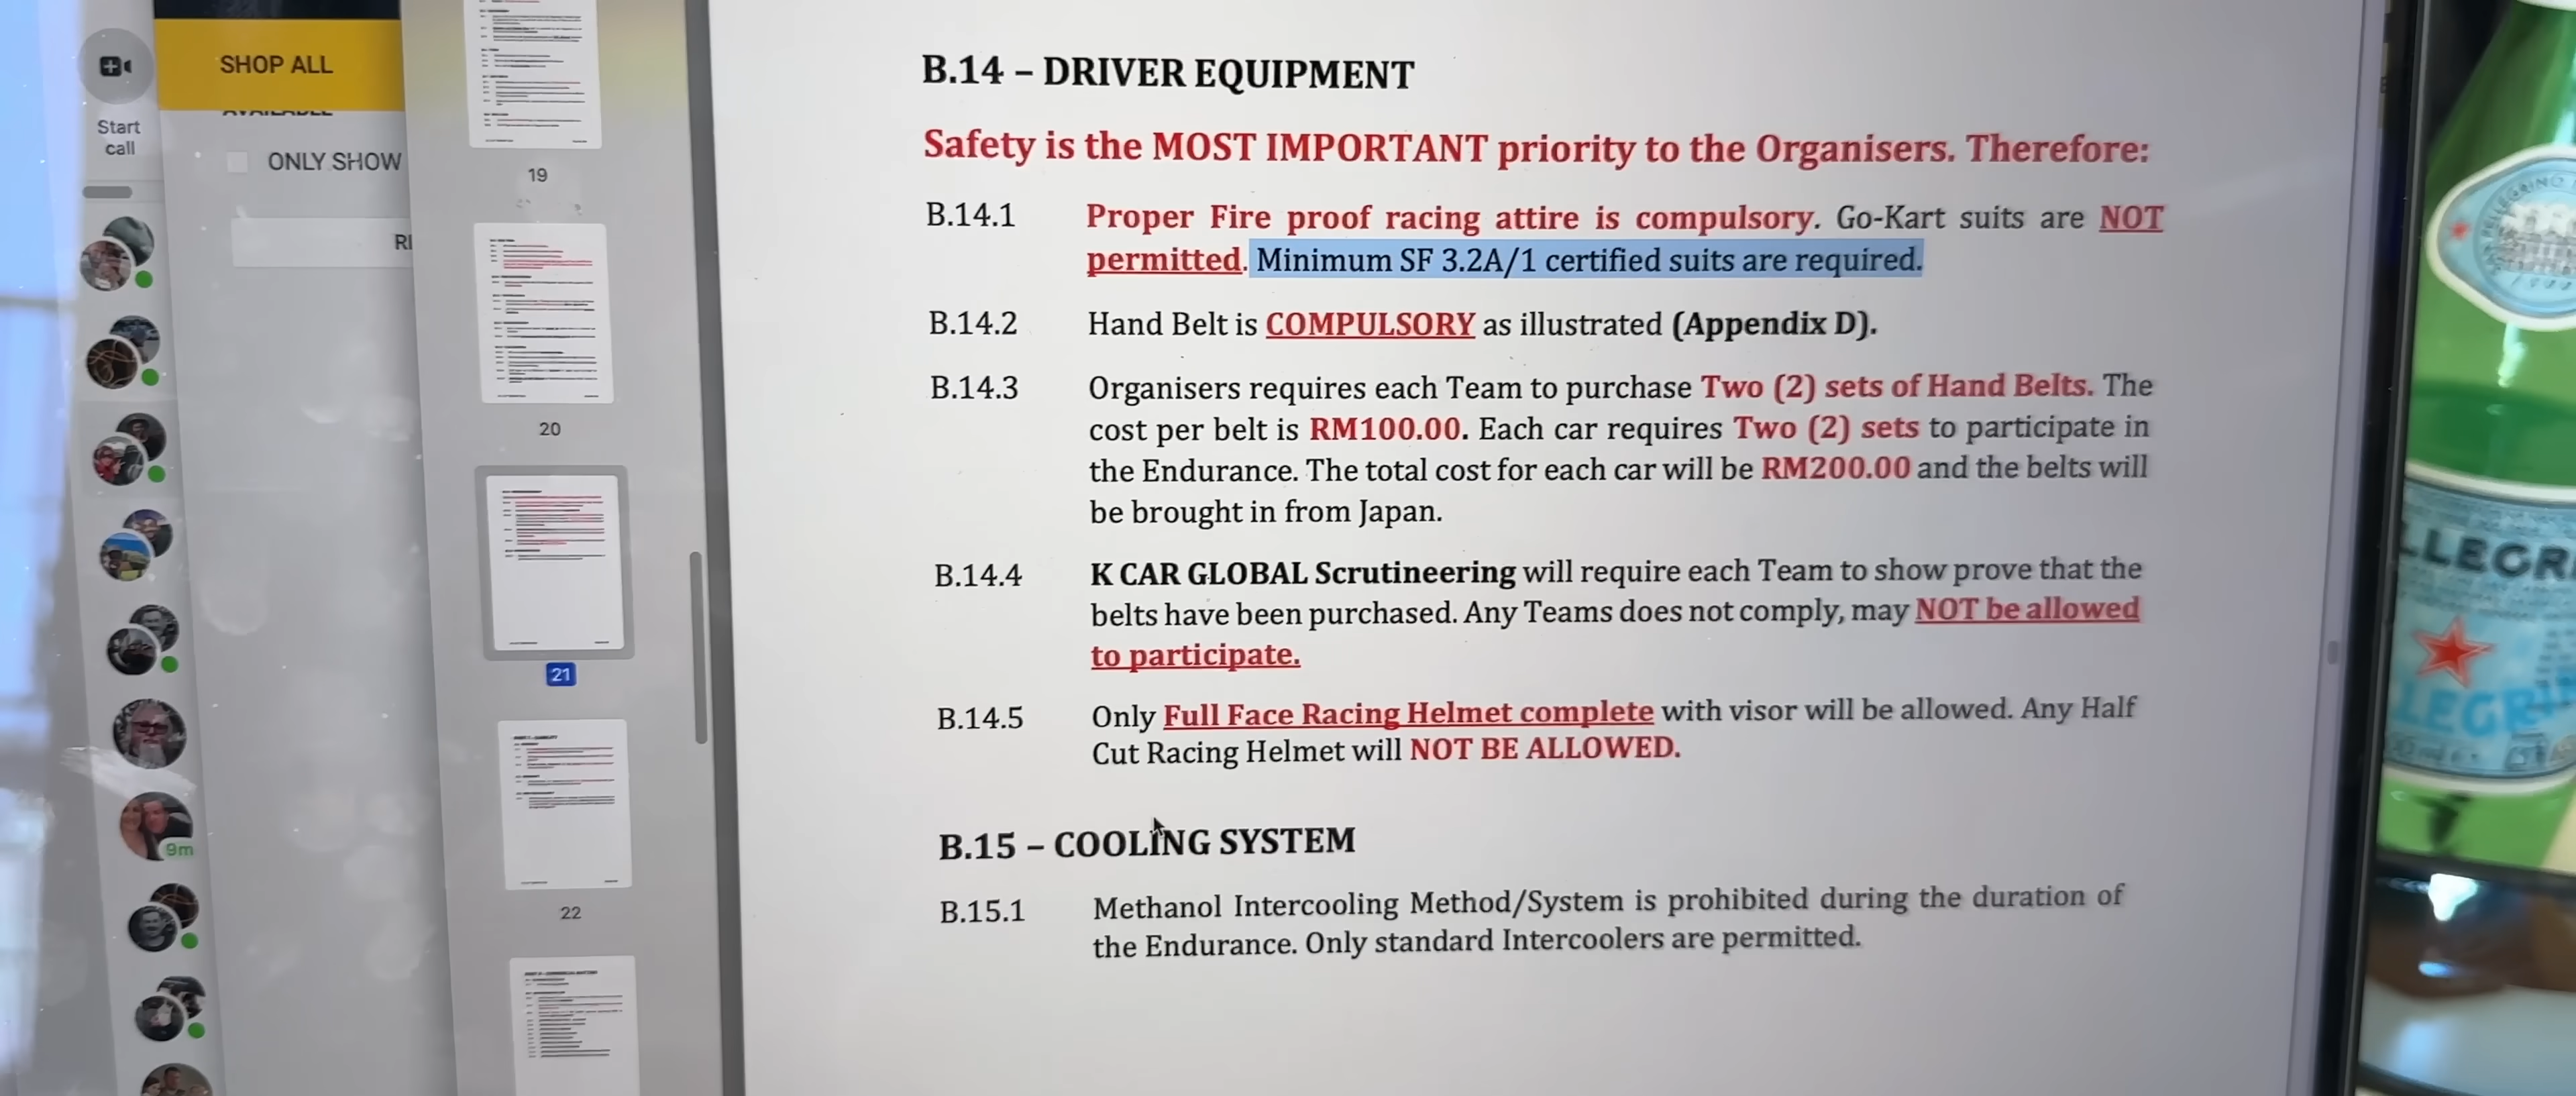 SHOP ALL
Start
call
ONLY SHOW
19
20
21
22
9m
B.14 – DRIVER EQUIPMENT
Safety is the MOST IMPORTANT priority to the Organisers. Therefore:
B.14.1 Proper Fire proof racing attire is compulsory. Go-Kart suits are NOT
permitted. Minimum SF 3.2A/1 certified suits are required.
B.14.2 Hand Belt is COMPULSORY as illustrated (Appendix D).
B.14.3 Organisers requires each Team to purchase Two (2) sets of Hand Belts. The
cost per belt is RM100.00. Each car requires Two (2) sets to participate in
the Endurance. The total cost for each car will be RM200.00 and the belts will
be brought in from Japan.
B.14.4 K CAR GLOBAL Scrutineering will require each Team to show prove that the
belts have been purchased. Any Teams does not comply, may NOT be allowed
to participate.
B.14.5 Only Full Face Racing Helmet complete with visor will be allowed. Any Half
Cut Racing Helmet will NOT BE ALLOWED.
B.15 – COOLING SYSTEM
B.15.1 Methanol Intercooling Method/System is prohibited during the duration of
the Endurance. Only standard Intercoolers are permitted.